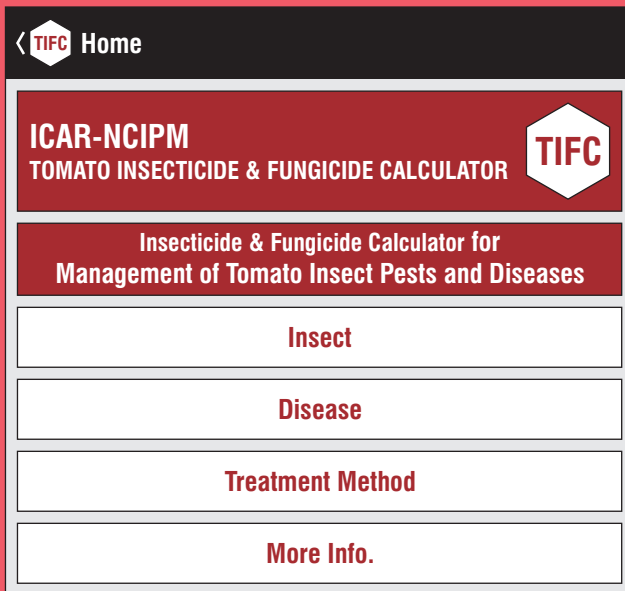 TIFC Home
ICAR-NCIPM
TOMATO INSECTICIDE & FUNGICIDE CALCULATOR
TIFC
Insecticide & Fungicide Calculator for
Management of Tomato Insect Pests and Diseases
Insect
Disease
Treatment Method
More Info.